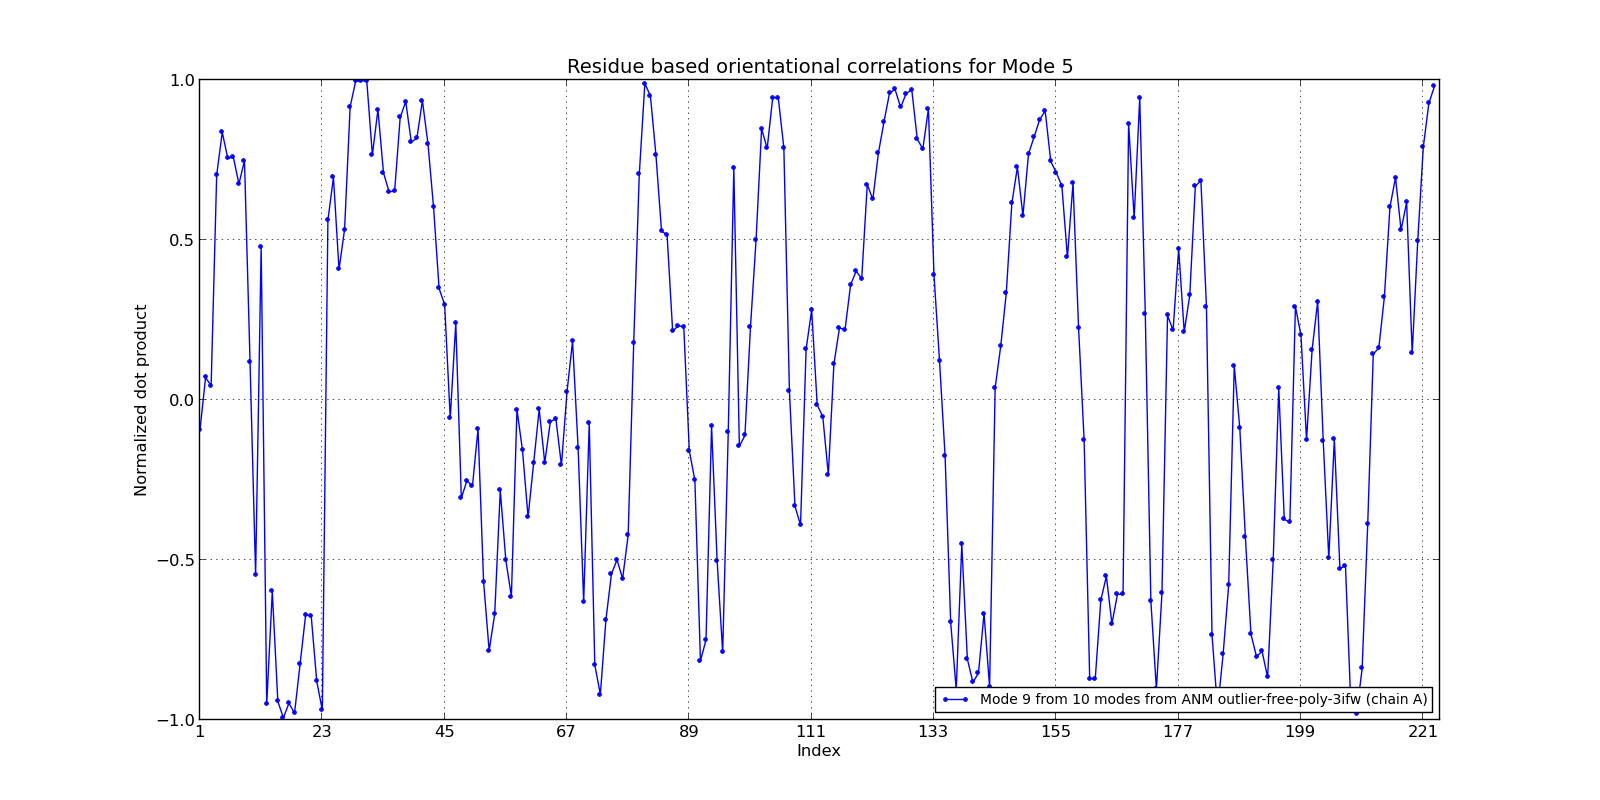 Residue based orientational correlations for Mode 5
1.0
0.5
0.0
−0.5
−1.0
Normalized dot product
Mode 9 from 10 modes from ANM outlier-free-poly-3ifw (chain A)
1 23 45 67 89 111 133 155 177 199 221
Index